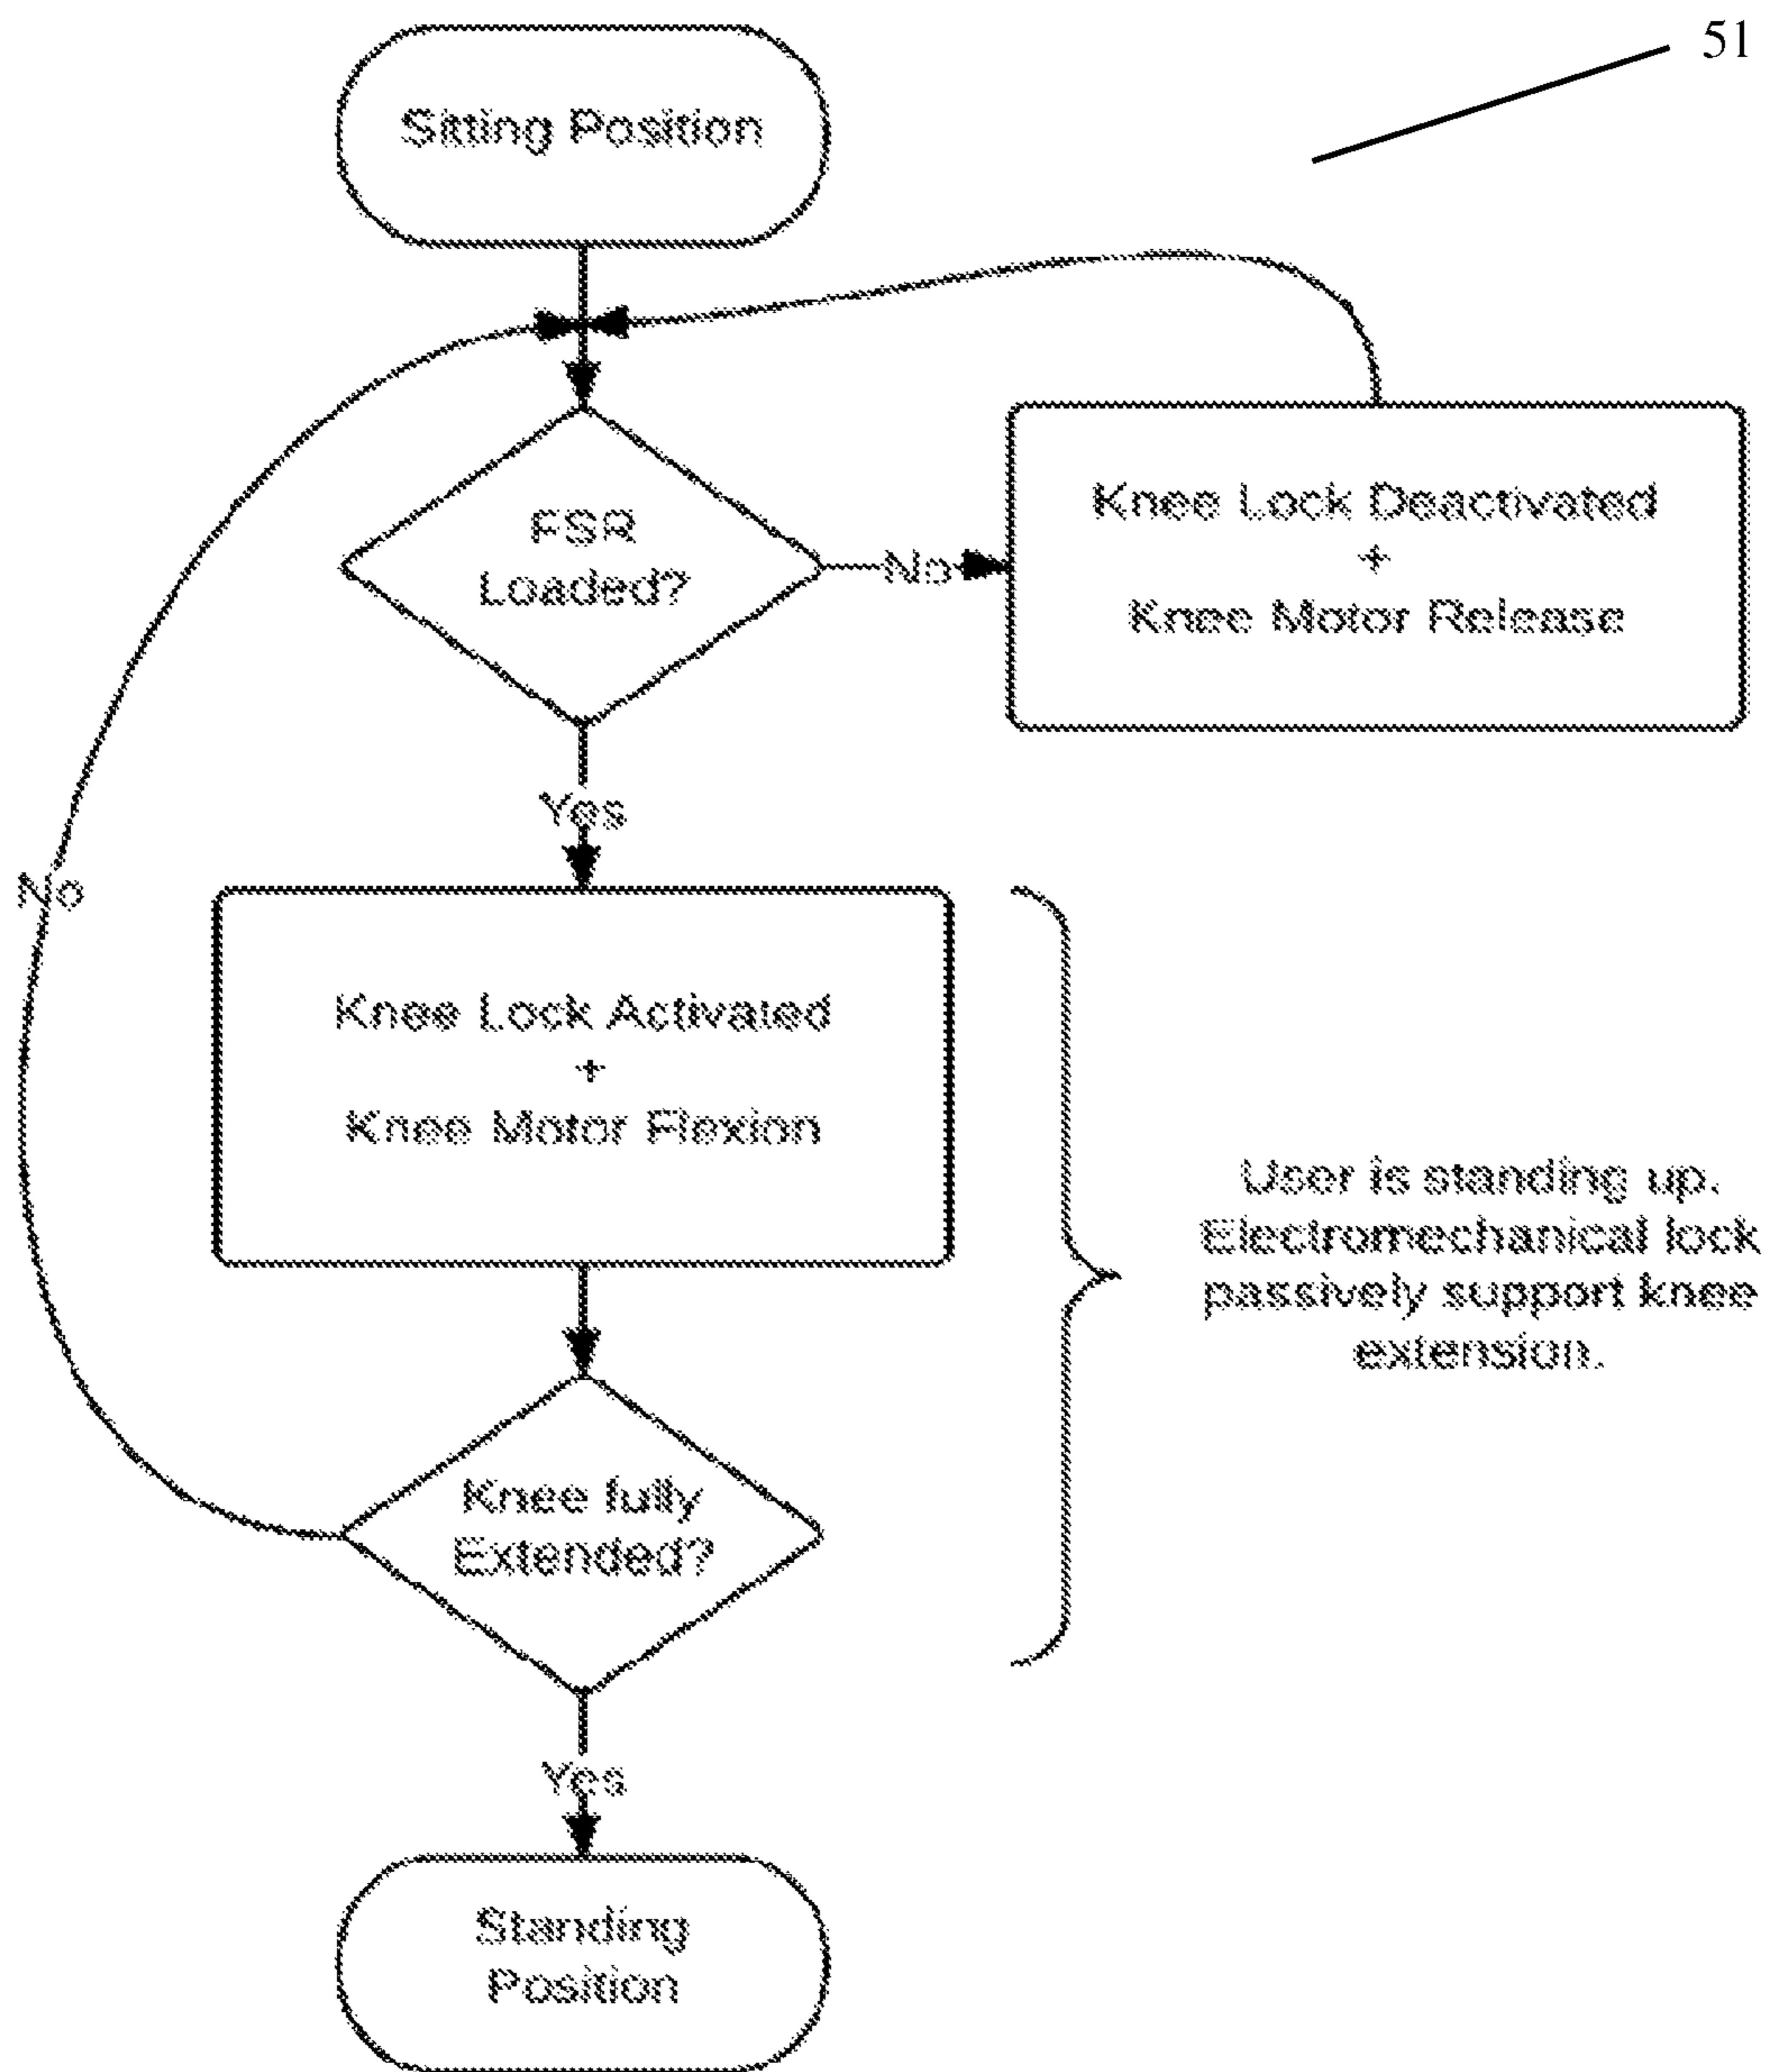 51
Sitting Position
FSR
Loaded?
No
Knee Lock Deactivated
+
Knee Motor Release
Yes
No
Knee Lock Activated
+
Knee Motor Flexion
User is standing up.
Electromechanical lock
passively support knee
extension.
Knee fully
Extended?
Yes
Standing
Position